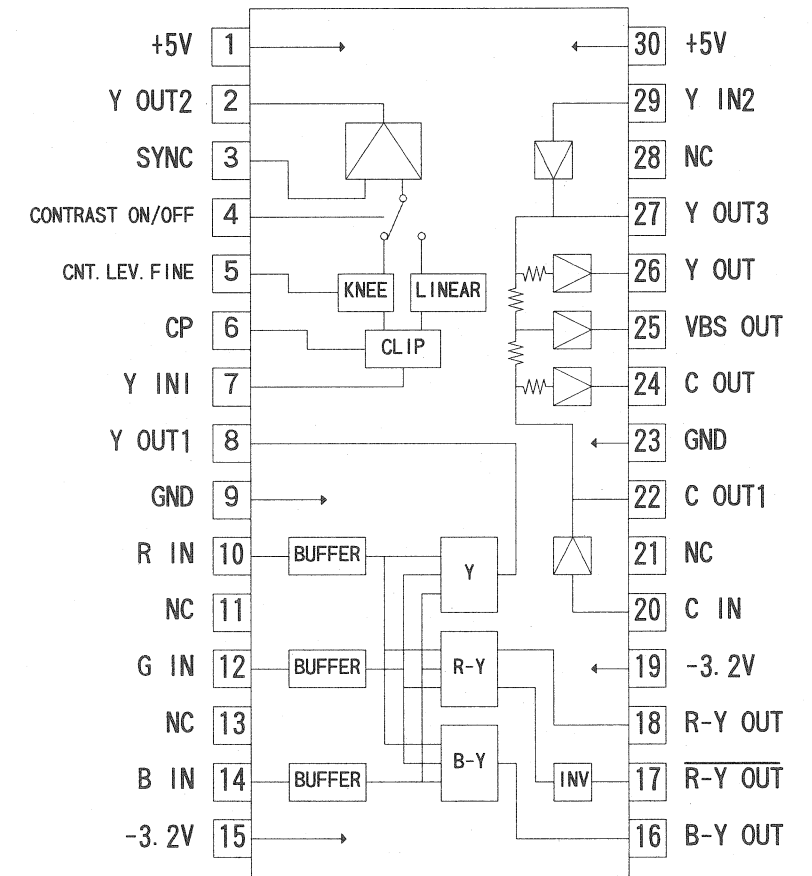 +5V 1 30 +5V
Y OUT2 2 29 Y IN2
SYNC 3 28 NC
CONTRAST ON/OFF 4 27 Y OUT3
CNT. LEV. FINE 5 26 Y OUT
KNEE LINEAR
CP 6 25 VBS OUT
CLIP
Y IN1 7 24 C OUT
Y OUT1 8 23 GND
GND 9 22 C OUT1
R IN 10 BUFFER 21 NC
Y
NC 11 20 C IN
G IN 12 BUFFER R-Y 19 -3.2V
NC 13 18 R-Y OUT
B-Y
B IN 14 BUFFER INV 17 R-Y OUT
-3.2V 15 16 B-Y OUT